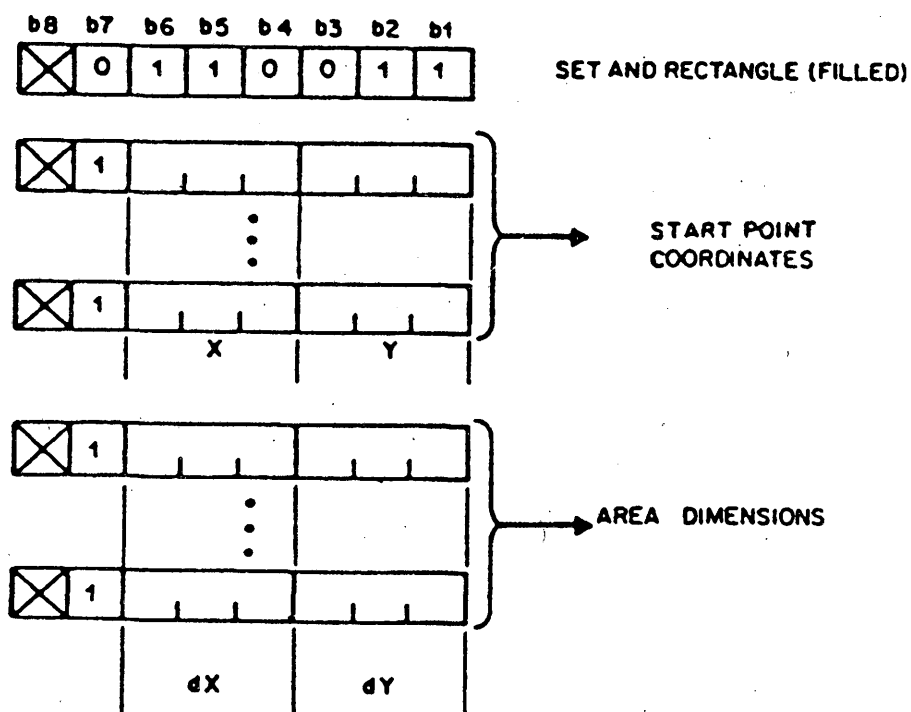 b8 b7 b6 b5 b4 b3 b2 b1
0 1 1 0 0 1 1 SET AND RECTANGLE (FILLED)
1
START POINT
COORDINATES
1
X Y
1
AREA DIMENSIONS
1
dX dY